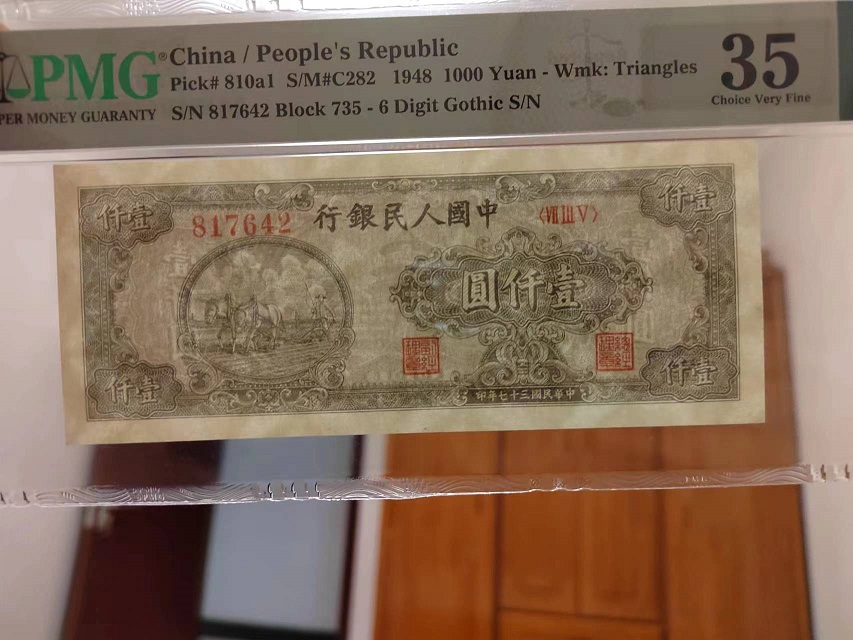 PMG® China / People's Republic
Pick# 810a1 S/M#C282 1948 1000 Yuan - Wmk: Triangles
PER MONEY GUARANTY S/N 817642 Block 735 - 6 Digit Gothic S/N
35
Choice Very Fine
仟壹
仟壹
817642 行銀民人國中 〈VII III V〉
圓仟壹
仟壹
仟壹
印年七十三國民華中